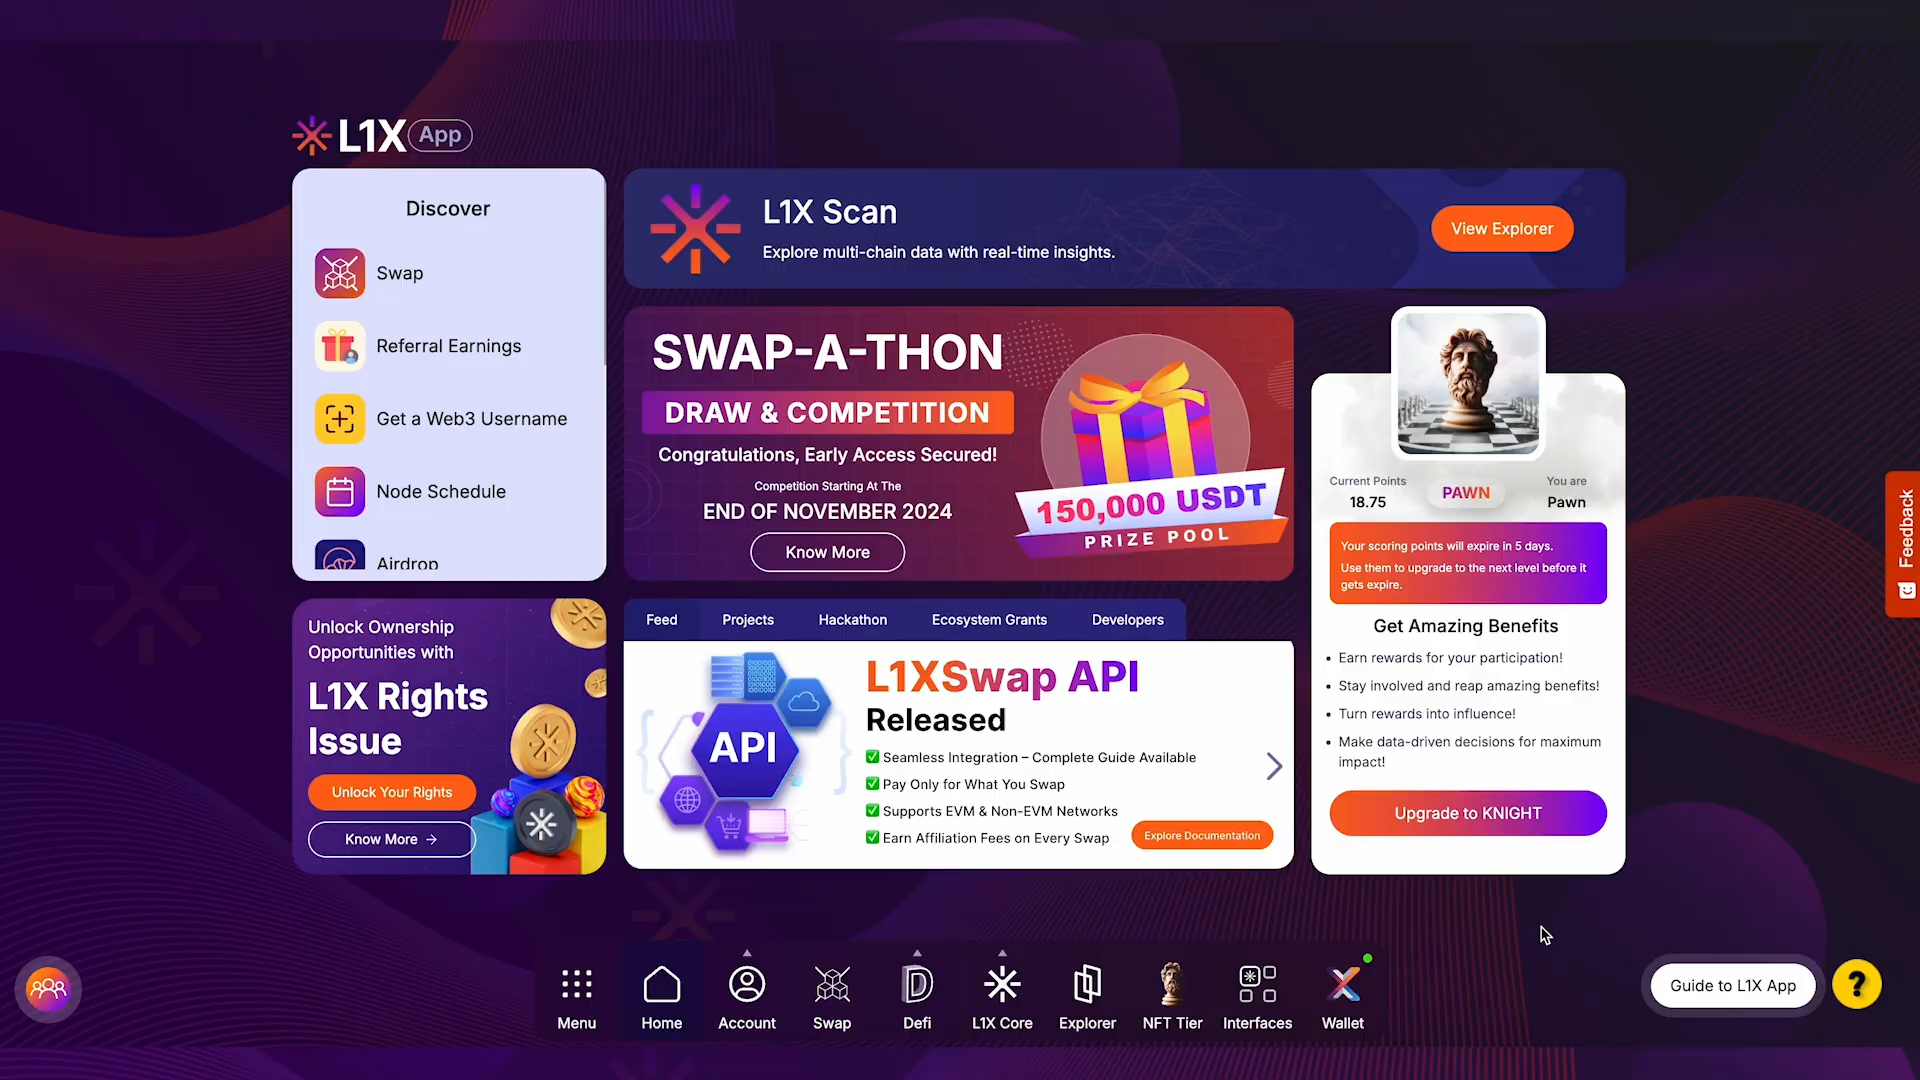 L1X App
Discover
Swap
Referral Earnings
Get a Web3 Username
Node Schedule
Airdrop
L1X Scan
Explore multi-chain data with real-time insights.
View Explorer
SWAP-A-THON
DRAW & COMPETITION
Congratulations, Early Access Secured!
Competition Starting At The
END OF NOVEMBER 2024
Know More
150,000 USDT
PRIZE POOL
Current Points
18.75
PAWN
You are
Pawn
Your scoring points will expire in 5 days.
Use them to upgrade to the next level before it
gets expire.
Get Amazing Benefits
• Earn rewards for your participation!
• Stay involved and reap amazing benefits!
• Turn rewards into influence!
• Make data-driven decisions for maximum
impact!
Upgrade to KNIGHT
Unlock Ownership
Opportunities with
L1X Rights
Issue
Unlock Your Rights
Know More →
Feed Projects Hackathon Ecosystem Grants Developers
API
L1XSwap API
Released
✅ Seamless Integration – Complete Guide Available
✅ Pay Only for What You Swap
✅ Supports EVM & Non-EVM Networks
✅ Earn Affiliation Fees on Every Swap
Explore Documentation
Feedback
Menu Home Account Swap Defi L1X Core Explorer NFT Tier Interfaces Wallet
Guide to L1X App
?